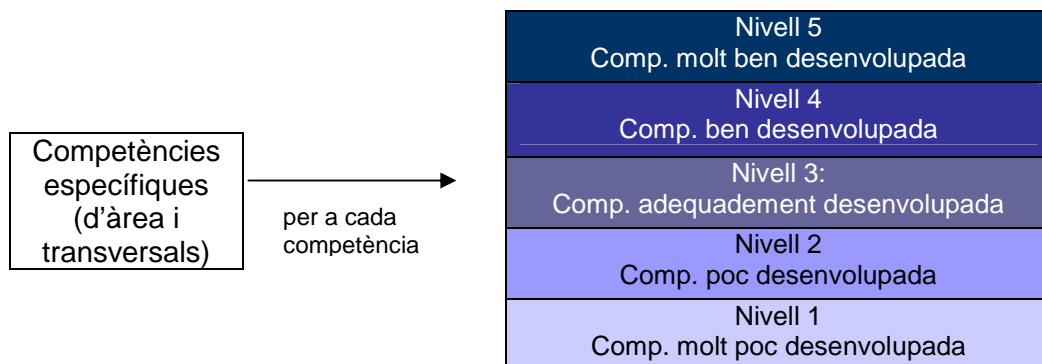 Competències
específiques
(d'àrea i
transversals)
per a cada
competència
Nivell 5
Comp. molt ben desenvolupada
Nivell 4
Comp. ben desenvolupada
Nivell 3:
Comp. adequadament desenvolupada
Nivell 2
Comp. poc desenvolupada
Nivell 1
Comp. molt poc desenvolupada